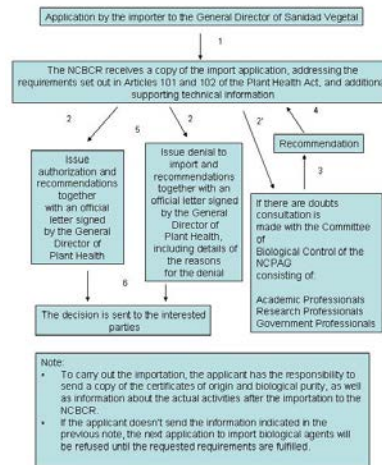 Application by the importer to the General Director of Sanidad Vegetal
1
The NCBCR receives a copy of the import application, addressing the
requirements set out in Articles 101 and 102 of the Plant Health Act, and additional
supporting technical information
2
5
2
2'
4
Issue
authorization and
recommendations
together
with an official
letter signed
by the General
Director of
Plant Health
Issue denial to
import and
recommendations
together with an
official letter signed
by the General
Director of
Plant Health,
including details of
the reasons
for the denial
Recommendation
3
If there are doubts
consultation is
made with the Committee
of
Biological Control of the
NCPAG
consisting of:
Academic Professionals
Research Professionals
Government Professionals
6
The decision is sent to the interested
parties
Note:
• To carry out the importation, the applicant has the responsibility to
send a copy of the certificates of origin and biological purity, as well
as information about the actual activities after the importation to the
NCBCR.
• If the applicant doesn't send the information indicated in the
previous note, the next application to import biological agents will
be refused until the requested requirements are fulfilled.